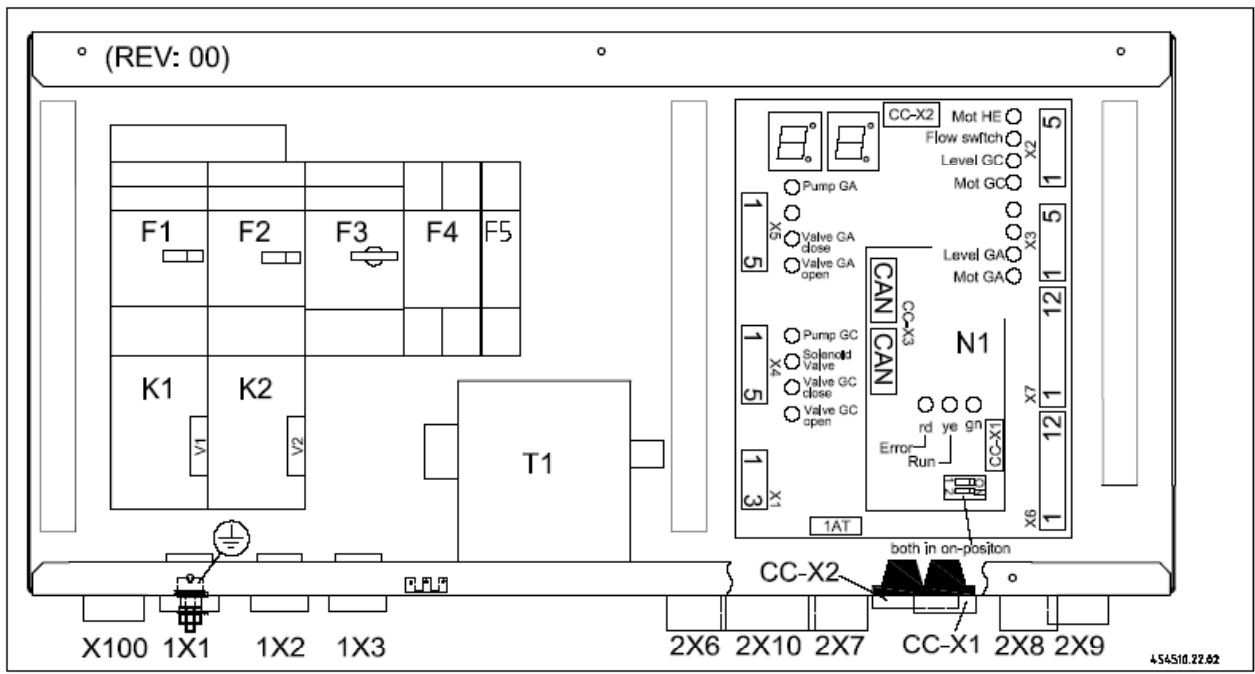 (REV: 00)
CC-X2
Mot HE
Flow switch
Level GC
Mot GC
5
X2
1
Pump GA
1
X5
5
Valve GA
close
Valve GA
open
5
X3
1
Level GA
Mot GA
F1
F2
F3
F4
F5
CAN
CC-X3
CAN
N1
12
X7
1
Pump GC
Solenoid
Valve
Valve GC
close
Valve GC
open
1
X4
5
K1
K2
V1
V2
T1
rd ye gn
Error
Run
CC-X1
12
X6
1
1
X1
3
1 2
ON
1AT
both in on-positon
CC-X2
X100 1X1 1X2 1X3 2X6 2X10 2X7 CC-X1 2X8 2X9
454510.22.02